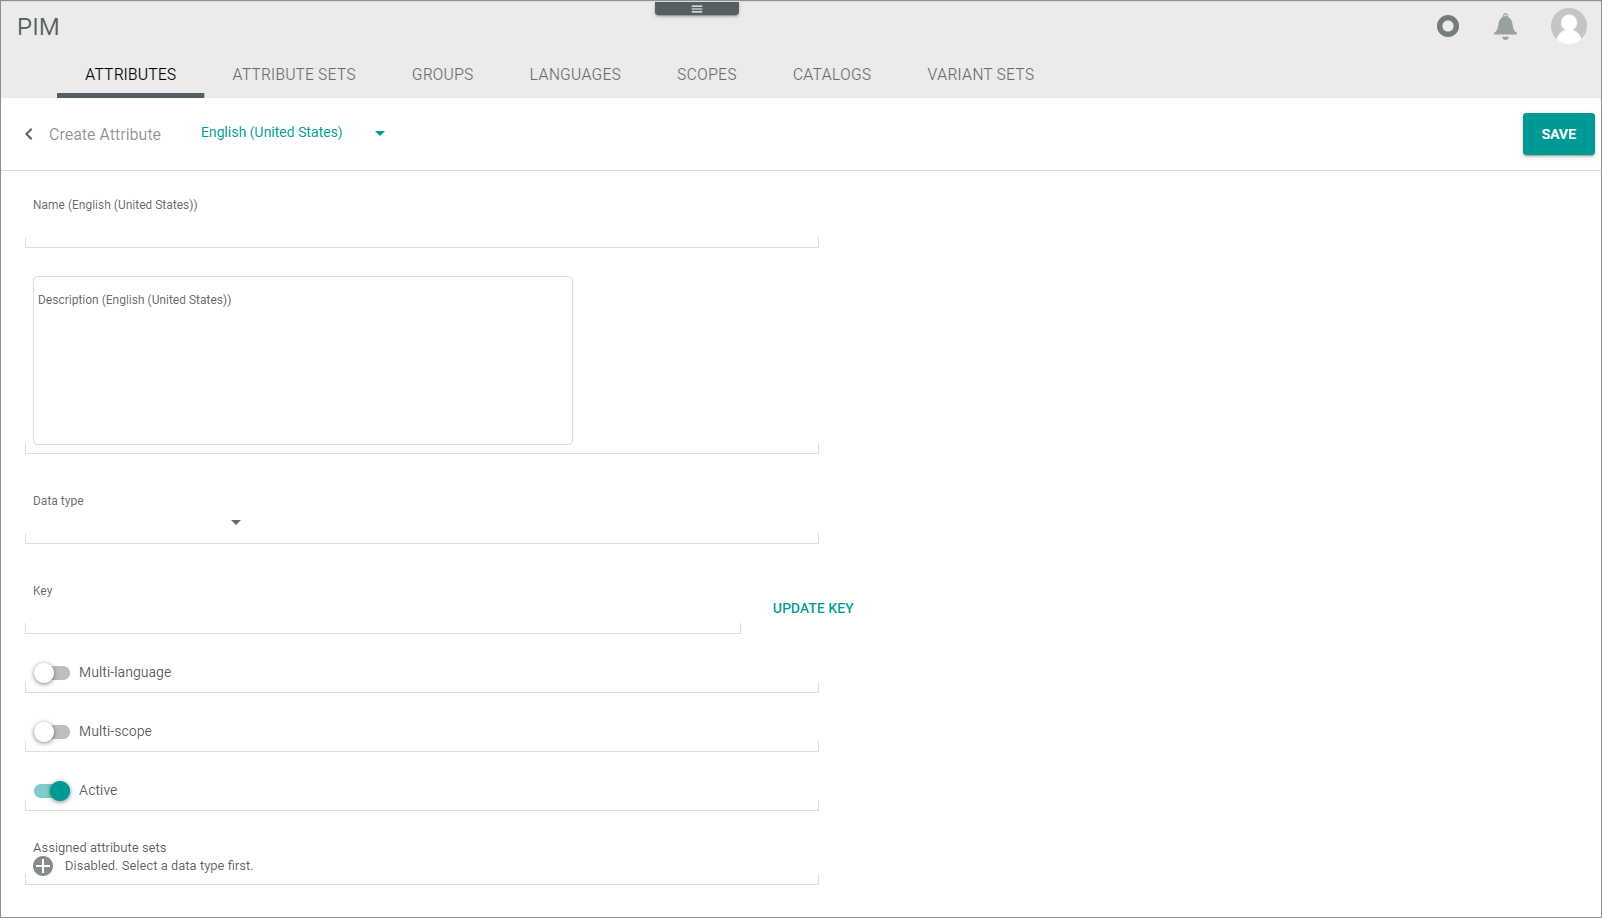 PIM
ATTRIBUTES
ATTRIBUTE SETS
GROUPS
LANGUAGES
SCOPES
CATALOGS
VARIANT SETS
Create Attribute
English (United States)
SAVE
Name (English (United States))
Description (English (United States))
Data type
Key
UPDATE KEY
Multi-language
Multi-scope
Active
Assigned attribute sets
Disabled. Select a data type first.